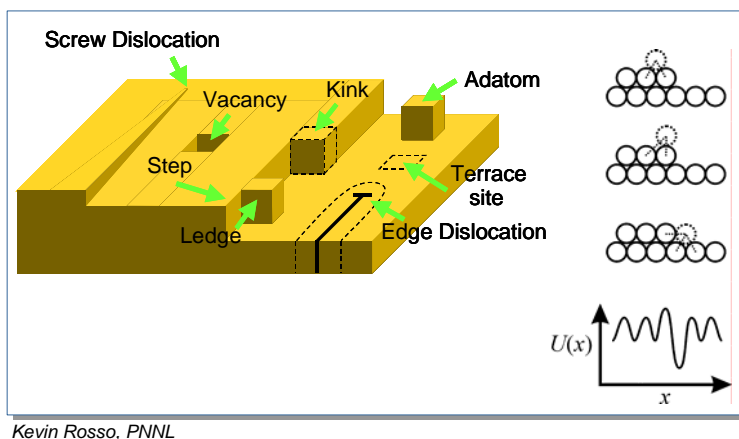 Screw Dislocation
Vacancy
Kink
Adatom
Step
Terrace
site
Ledge
Edge Dislocation
U(x)
x
Kevin Rosso, PNNL